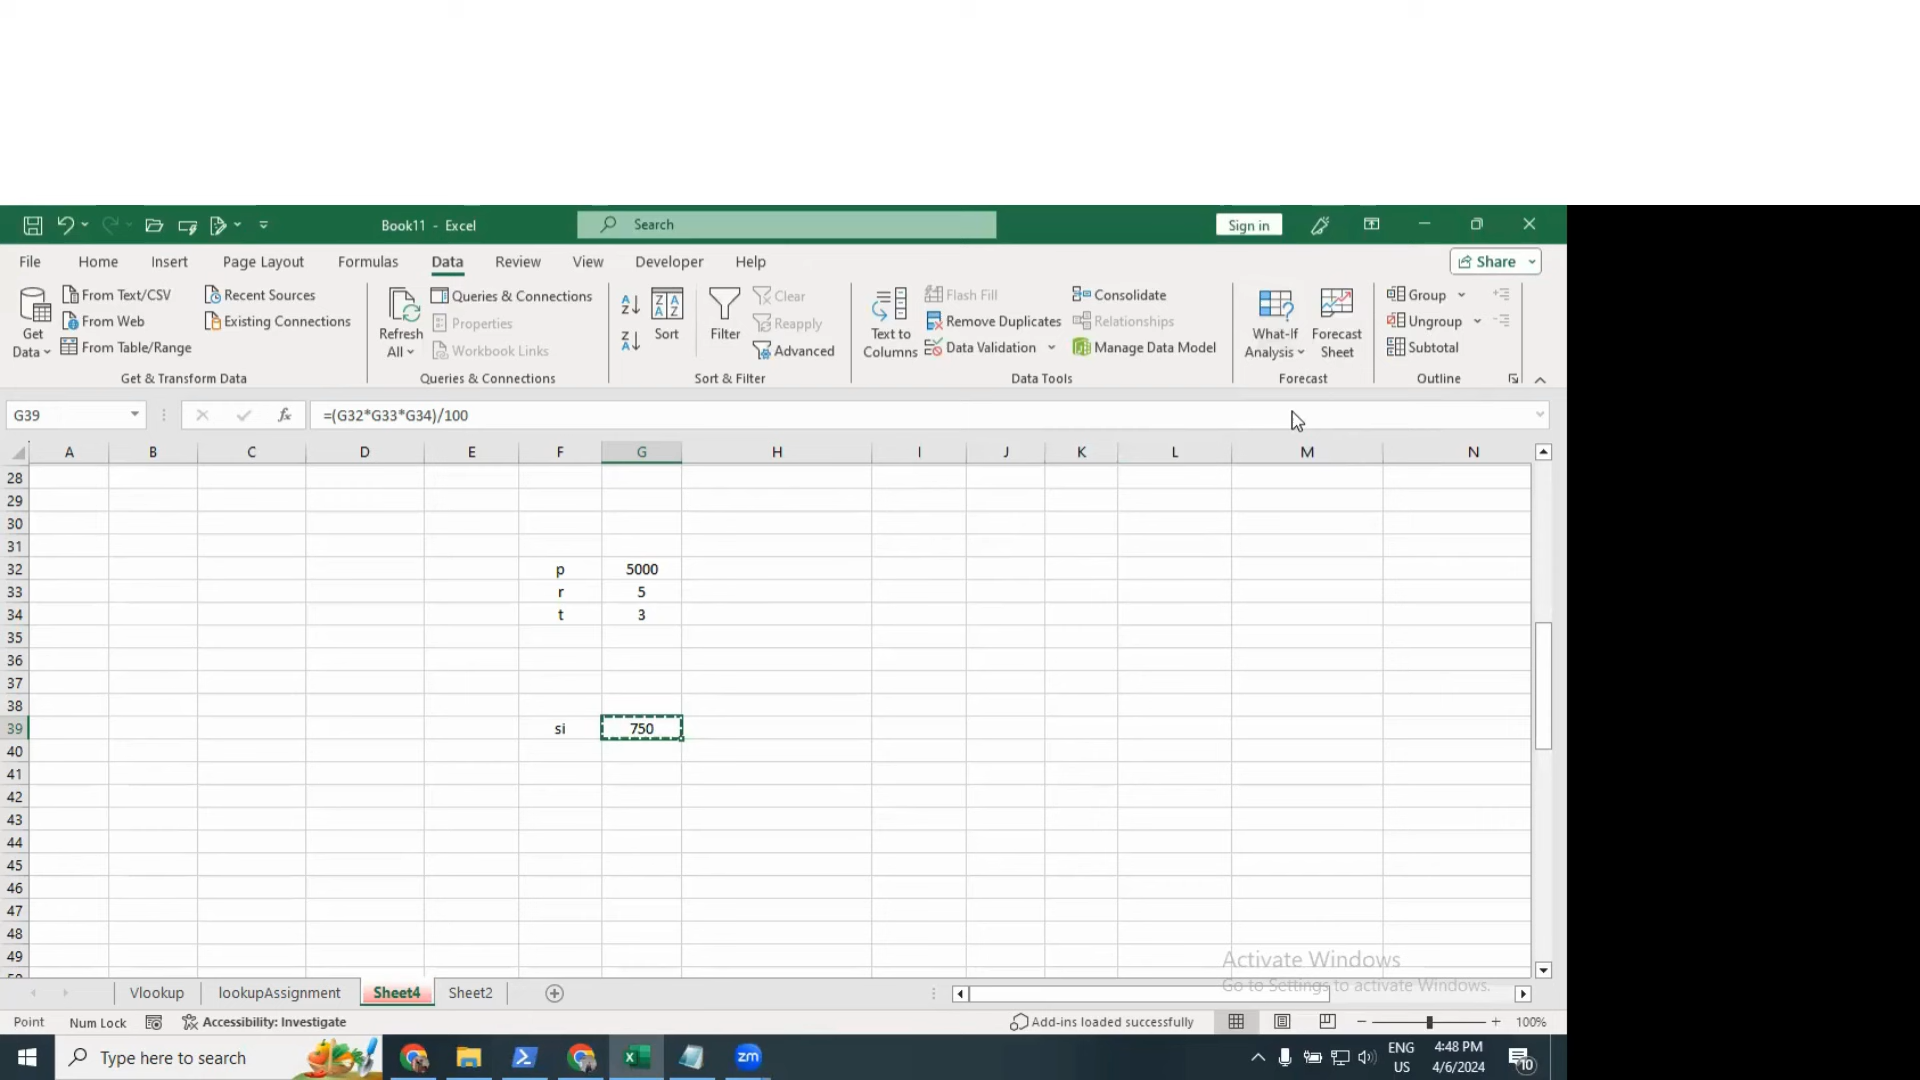 Book11 - Excel
Search
Sign in
File Home Insert Page Layout Formulas Data Review View Developer Help
Share
Get Data
From Text/CSV
From Web
From Table/Range
Recent Sources
Existing Connections
Get & Transform Data
Refresh All
Queries & Connections
Properties
Workbook Links
Queries & Connections
A Z
Z A
Z A A Z
Sort
Filter
Clear
Reapply
Advanced
Sort & Filter
Text to Columns
Flash Fill
Remove Duplicates
Data Validation
Consolidate
Relationships
Manage Data Model
Data Tools
What-If Analysis
Forecast Sheet
Forecast
Group
Ungroup
Subtotal
Outline
G39
fx
=(G32*G33*G34)/100
A B C D E F G H I J K L M N
28
29
30
31
32 p 5000
33 r 5
34 t 3
35
36
37
38
39 si 750
40
41
42
43
44
45
46
47
48
49
Activate Windows
Go to Settings to activate Windows.
Vlookup lookupAssignment Sheet4 Sheet2
Point Num Lock Accessibility: Investigate
Add-ins loaded successfully
100%
Type here to search
zm
ENG
US
4:48 PM
4/6/2024
10